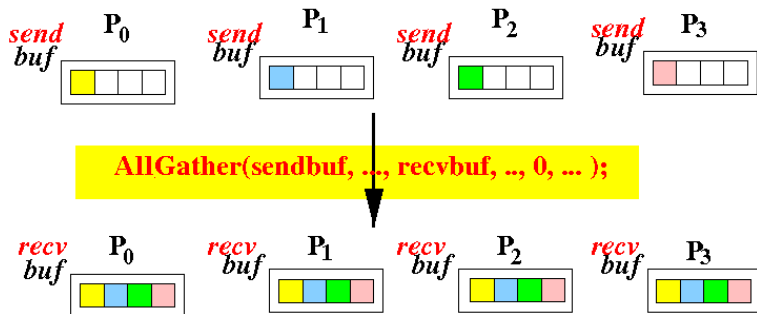 send buf P0 send buf P1 send buf P2 send buf P3
AllGather(sendbuf, ..., recvbuf, .., 0, ... );
recv buf P0 recv buf P1 recv buf P2 recv buf P3